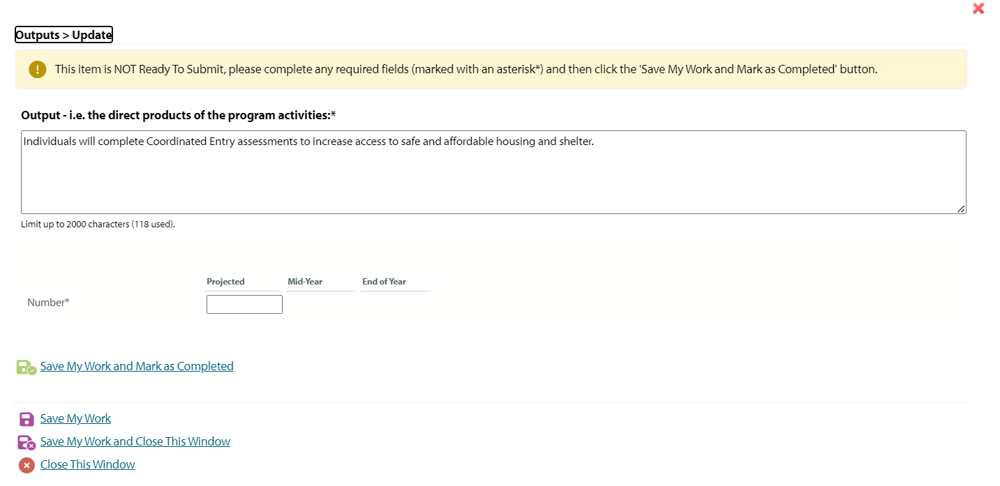 Outputs > Update
This item is NOT Ready To Submit, please complete any required fields (marked with an asterisk*) and then click the 'Save My Work and Mark as Completed' button.
Output - i.e. the direct products of the program activities:*
Individuals will complete Coordinated Entry assessments to increase access to safe and affordable housing and shelter.
Limit up to 2000 characters (118 used).
Projected Mid-Year End of Year
Number*
Save My Work and Mark as Completed
Save My Work
Save My Work and Close This Window
Close This Window